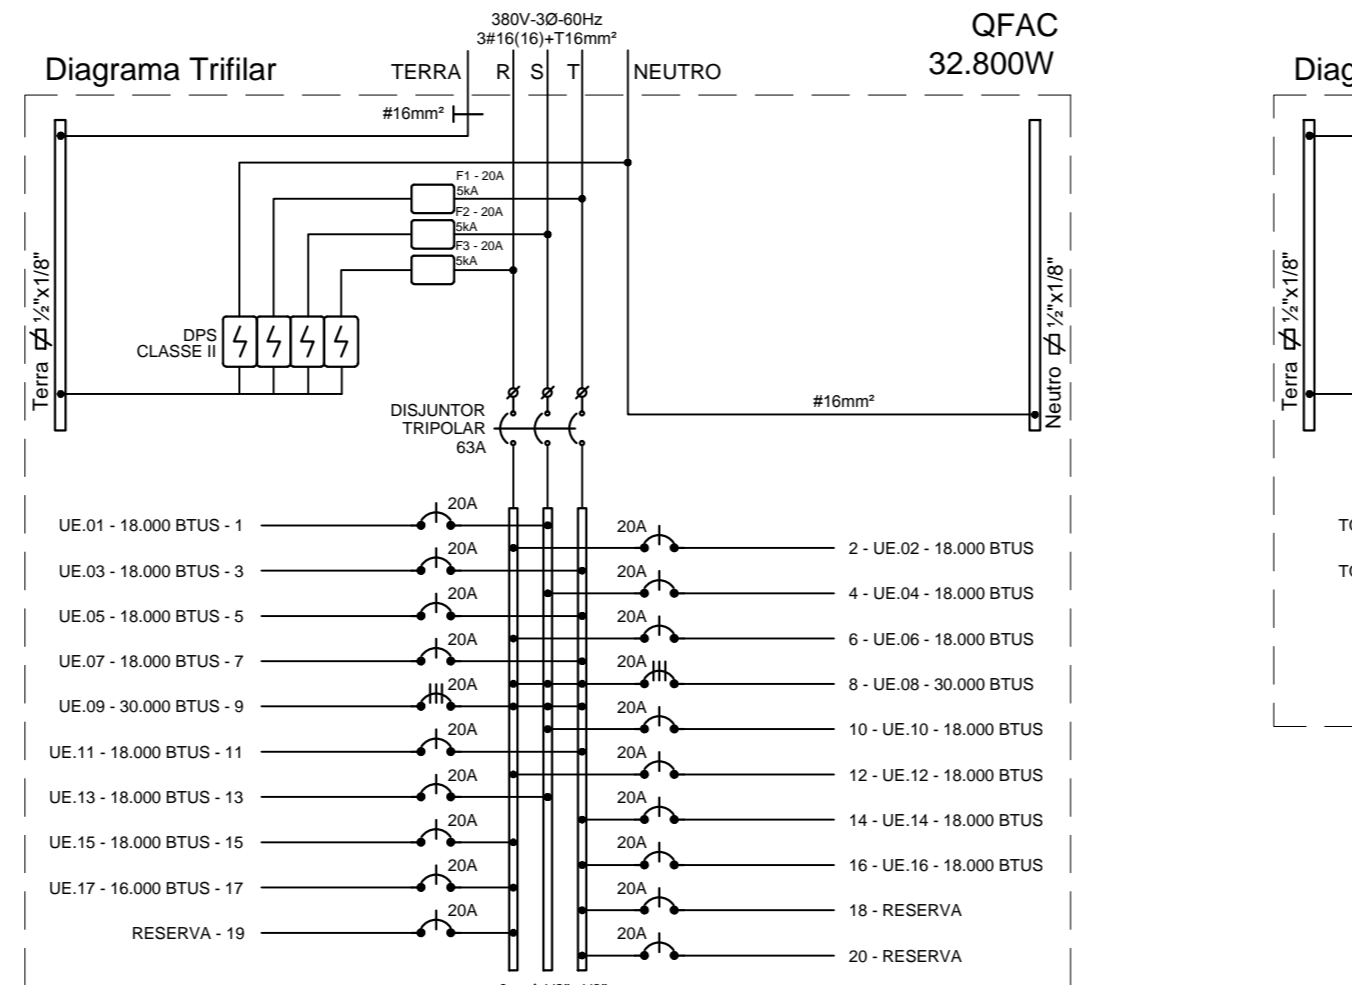 380V-3Ø-60Hz
3#16(16)+T16mm²
QFAC
32.800W
Diagrama Trifilar
TERRA
R
S
T
NEUTRO
#16mm²
F1 - 20A
5kA
F2 - 20A
5kA
F3 - 20A
5kA
DPS
CLASSE II
Terra ½"x1/8"
Neutro ½"x1/8"
#16mm²
DISJUNTOR
TRIPOLAR
63A
UE.01 - 18.000 BTUS - 1
20A
20A
2 - UE.02 - 18.000 BTUS
UE.03 - 18.000 BTUS - 3
20A
20A
4 - UE.04 - 18.000 BTUS
UE.05 - 18.000 BTUS - 5
20A
20A
6 - UE.06 - 18.000 BTUS
UE.07 - 18.000 BTUS - 7
20A
20A
8 - UE.08 - 30.000 BTUS
UE.09 - 30.000 BTUS - 9
20A
20A
10 - UE.10 - 18.000 BTUS
UE.11 - 18.000 BTUS - 11
20A
20A
12 - UE.12 - 18.000 BTUS
UE.13 - 18.000 BTUS - 13
20A
20A
14 - UE.14 - 18.000 BTUS
UE.15 - 18.000 BTUS - 15
20A
20A
16 - UE.16 - 18.000 BTUS
UE.17 - 16.000 BTUS - 17
20A
20A
18 - RESERVA
RESERVA - 19
20A
20A
20 - RESERVA
Diag
Terra ½"x1/8"